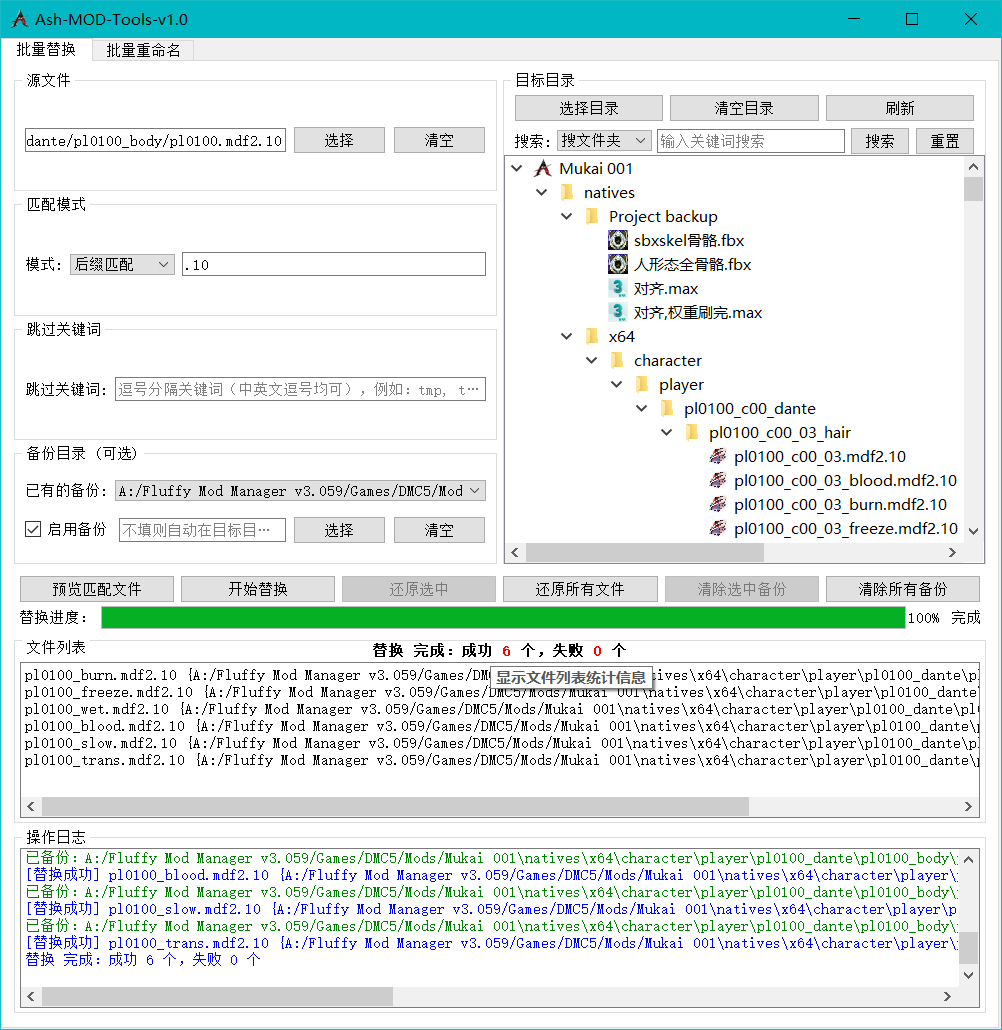 Ash-MOD-Tools-v1.0
批量替换 批量重命名
源文件
dante/pl0100_body/pl0100.mdf2.10 选择 清空
匹配模式
模式: 后缀匹配 .10
跳过关键词
跳过关键词: 逗号分隔关键词（中英文逗号均可），例如: tmp, t…
备份目录（可选）
已有的备份: A:/Fluffy Mod Manager v3.059/Games/DMC5/Mod
启用备份 不填则自动在目标目… 选择 清空
目标目录
选择目录 清空目录 刷新
搜索: 搜文件夹 输入关键词搜索 搜索 重置
Mukai 001
natives
Project backup
sbxskel骨骼.fbx
人形态全骨骼.fbx
对齐.max
对齐,权重刷完.max
x64
character
player
pl0100_c00_dante
pl0100_c00_03_hair
pl0100_c00_03.mdf2.10
pl0100_c00_03_blood.mdf2.10
pl0100_c00_03_burn.mdf2.10
pl0100_c00_03_freeze.mdf2.10
预览匹配文件 开始替换 还原选中 还原所有文件 清除选中备份 清除所有备份
替换进度: 100% 完成
文件列表 替换 完成: 成功 6 个, 失败 0 个
显示文件列表统计信息
pl0100_burn.mdf2.10 {A:/Fluffy Mod Manager v3.059/Games/DM atives\x64\character\player\pl0100_dante\pl
pl0100_freeze.mdf2.10 {A:/Fluffy Mod Manager v3.059/Games/DMC5/Mods/Mukai 001\natives\x64\character\player\pl0100_dante
pl0100_wet.mdf2.10 {A:/Fluffy Mod Manager v3.059/Games/DMC5/Mods/Mukai 001\natives\x64\character\player\pl0100_dante\pl0
pl0100_blood.mdf2.10 {A:/Fluffy Mod Manager v3.059/Games/DMC5/Mods/Mukai 001\natives\x64\character\player\pl0100_dante\
pl0100_slow.mdf2.10 {A:/Fluffy Mod Manager v3.059/Games/DMC5/Mods/Mukai 001\natives\x64\character\player\pl0100_dante\pl
pl0100_trans.mdf2.10 {A:/Fluffy Mod Manager v3.059/Games/DMC5/Mods/Mukai 001\natives\x64\character\player\pl0100_dante\p
操作日志
已备份: A:/Fluffy Mod Manager v3.059/Games/DMC5/Mods/Mukai 001\natives\x64\character\player\pl0100_dante\pl0100_body\
[替换成功] pl0100_blood.mdf2.10 {A:/Fluffy Mod Manager v3.059/Games/DMC5/Mods/Mukai 001\natives\x64\character\player\
已备份: A:/Fluffy Mod Manager v3.059/Games/DMC5/Mods/Mukai 001\natives\x64\character\player\pl0100_dante\pl0100_body\
[替换成功] pl0100_slow.mdf2.10 {A:/Fluffy Mod Manager v3.059/Games/DMC5/Mods/Mukai 001\natives\x64\character\player\p
已备份: A:/Fluffy Mod Manager v3.059/Games/DMC5/Mods/Mukai 001\natives\x64\character\player\pl0100_dante\pl0100_body\
[替换成功] pl0100_trans.mdf2.10 {A:/Fluffy Mod Manager v3.059/Games/DMC5/Mods/Mukai 001\natives\x64\character\player\
替换 完成: 成功 6 个, 失败 0 个